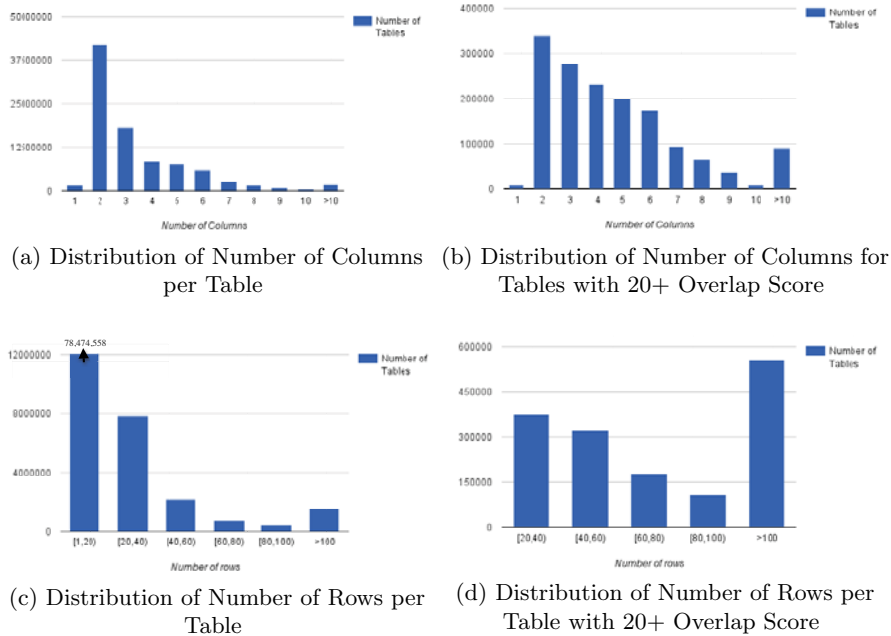 50000000
37500000
25000000
12500000
0
Number of
Tables
1 2 3 4 5 6 7 8 9 10 >10
Number of Columns
(a) Distribution of Number of Columns
per Table
400000
300000
200000
100000
0
Number of
Tables
1 2 3 4 5 6 7 8 9 10 >10
Number of Columns
(b) Distribution of Number of Columns for
Tables with 20+ Overlap Score
78,474,558
12000000
8000000
4000000
0
Number of
Tables
[1,20) [20,40) [40,60) [60,80) [80,100) >100
Number of rows
(c) Distribution of Number of Rows per
Table
600000
450000
300000
150000
0
Number of
Tables
[20,40) [40,60) [60,80) [80,100) >100
Number of rows
(d) Distribution of Number of Rows per
Table with 20+ Overlap Score